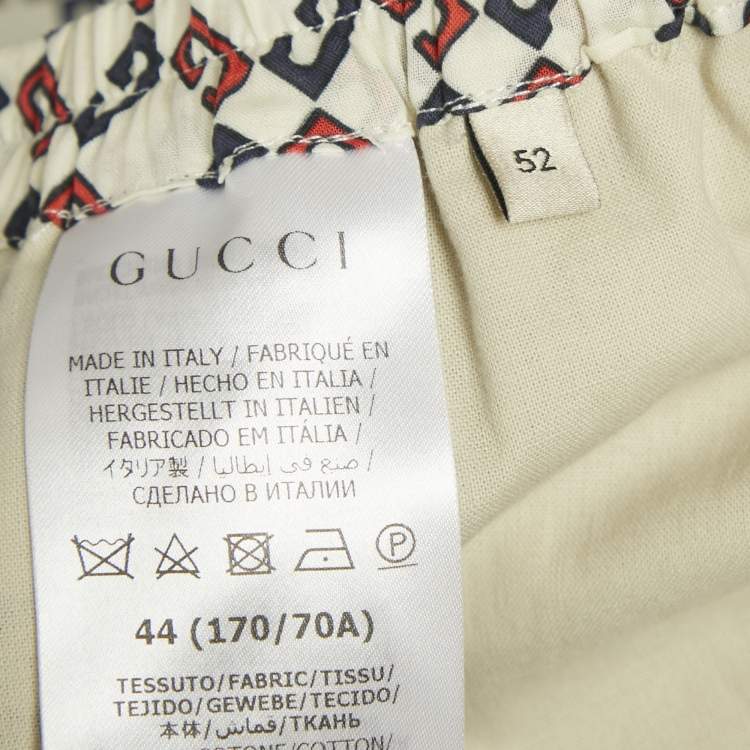 52
GUCCI
MADE IN ITALY / FABRIQUÉ EN
ITALIE / HECHO EN ITALIA /
HERGESTELLT IN ITALIEN /
FABRICADO EM ITÁLIA /
イタリア製 / صنع في إيطاليا /
СДЕЛАНО В ИТАЛИИ
P
44 (170/70A)
TESSUTO/FABRIC/TISSU/
TEJIDO/GEWEBE/TECIDO/
本体/قماش/ТКАНЬ
COTONE/COTTON/